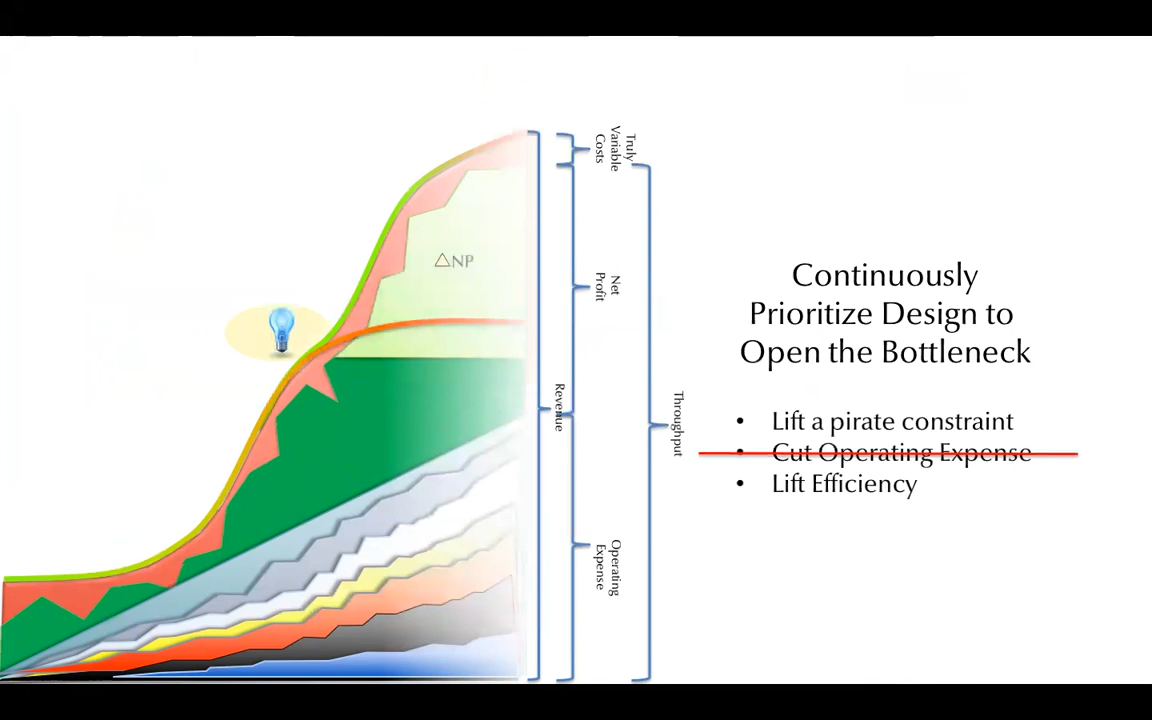 Truly
Variable
Costs
△NP
Net
Profit
Revenue
Throughput
Operating
Expense
Continuously
Prioritize Design to
Open the Bottleneck
• Lift a pirate constraint
• Cut Operating Expense
• Lift Efficiency